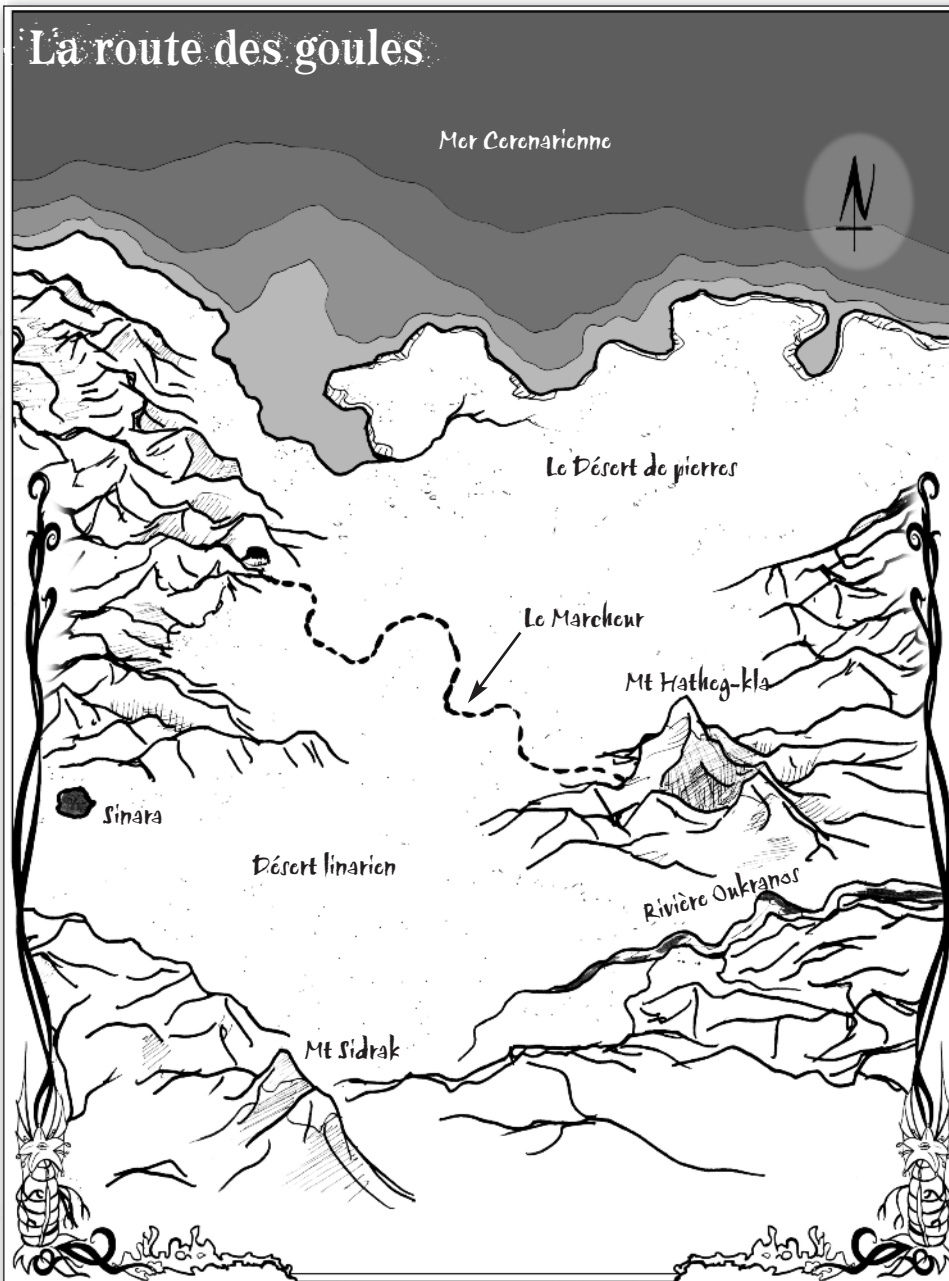 La route des goules
Mer Cerenarienne
N
Le Désert de pierres
Le Marcheur
Mt Hatheg-kla
Sinara
Désert linarien
Rivière Oukranos
Mt Sidrak